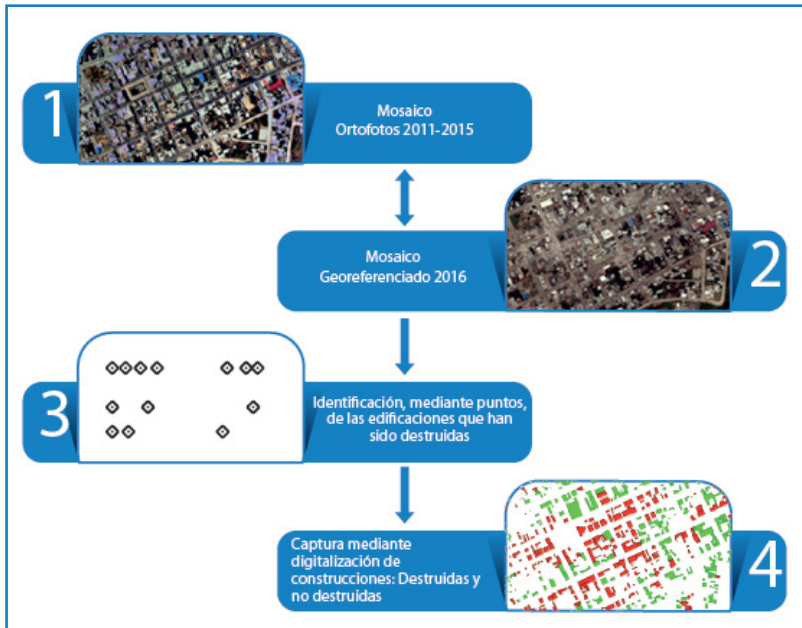 1
Mosaico
Ortofotos 2011-2015
Mosaico
Georeferenciado 2016
2
3
Identificación, mediante puntos,
de las edificaciones que han
sido destruidas
Captura mediante
digitalización de
construcciones: Destruidas y
no destruidas
4